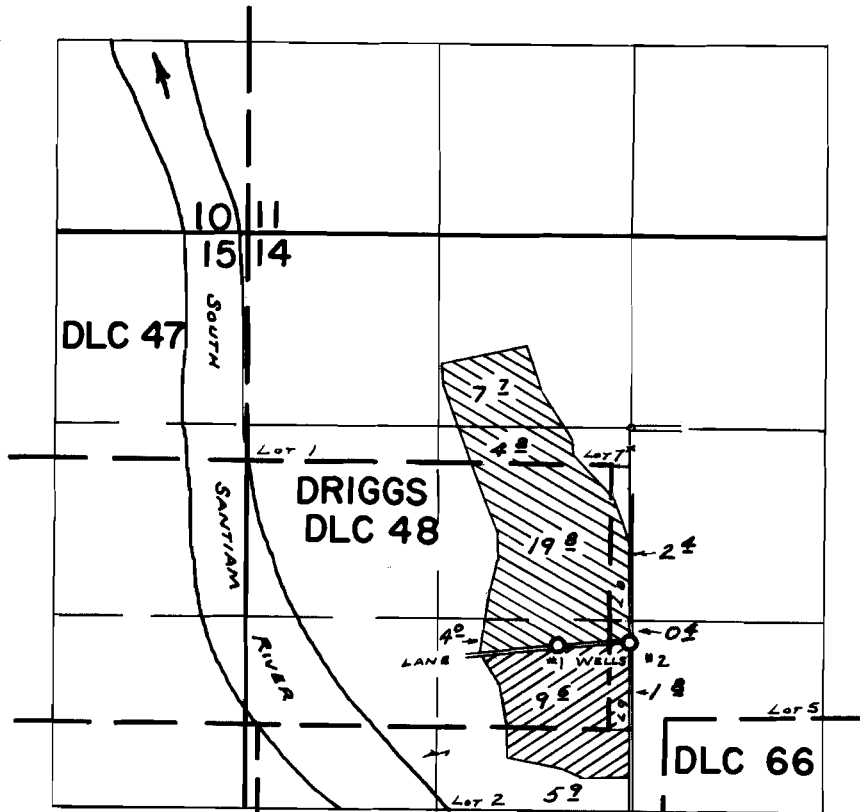 10 11
15 14
SOUTH
DLC 47
7 7
LOT 1
4 8
LOT 7
SANTIAM
DRIGGS
DLC 48
19 8
2 4
4 0
0 4
RIVER
LANE
#1 WELLS #2
9 6
1 8
LOT 5
DLC 66
LOT 2
5 9